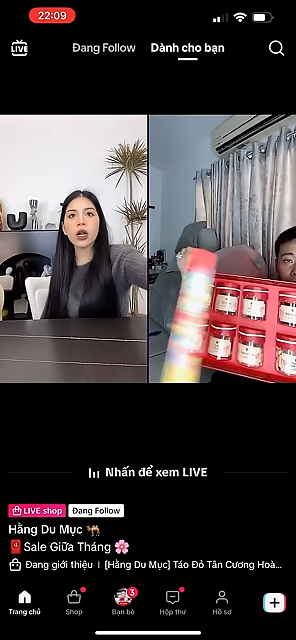 22:09
LIVE
Đang Follow
Dành cho bạn
Nhấn để xem LIVE
LIVE shop
Đang Follow
Hằng Du Mục 🐫
🧧Sale Giữa Tháng 🌸
Đang giới thiệu | [Hằng Du Mục] Táo Đỏ Tân Cương Hoà...
3
Trang chủ
Shop
Bạn bè
Hộp thư
Hồ sơ